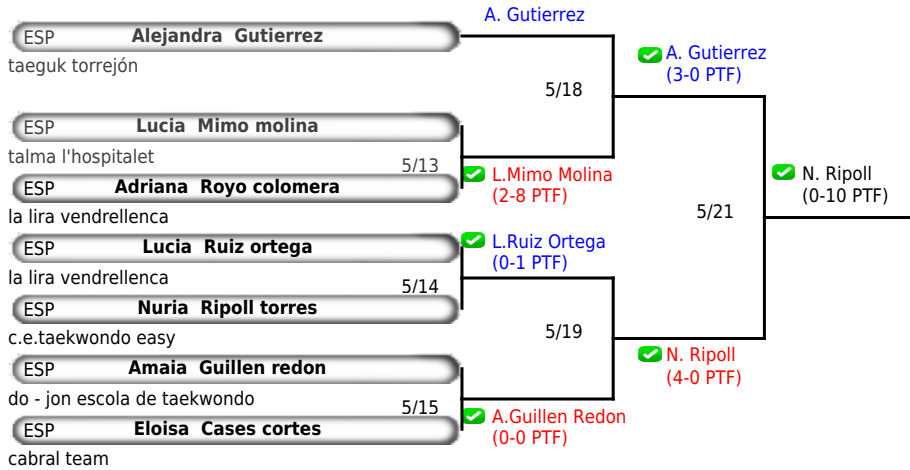 A. Gutierrez
ESP Alejandra Gutierrez
taeguk torrejón
A. Gutierrez
(3-0 PTF)
5/18
ESP Lucia Mimo molina
talma l'hospitalet
5/13
L.Mimo Molina
(2-8 PTF)
ESP Adriana Royo colomera
la lira vendrellenca
N. Ripoll
(0-10 PTF)
5/21
ESP Lucia Ruiz ortega
la lira vendrellenca
L.Ruiz Ortega
(0-1 PTF)
5/14
ESP Nuria Ripoll torres
c.e.taekwondo easy
5/19
N. Ripoll
(4-0 PTF)
ESP Amaia Guillen redon
do - jon escola de taekwondo
5/15
A.Guillen Redon
(0-0 PTF)
ESP Eloisa Cases cortes
cabral team